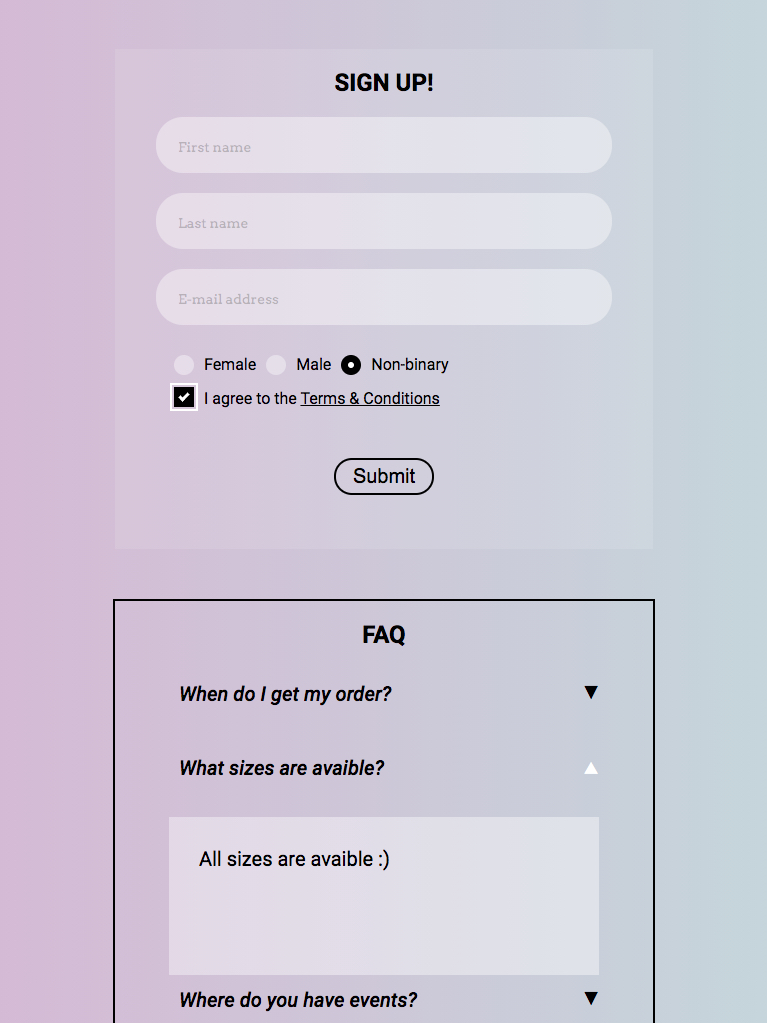 SIGN UP!
First name
Last name
E-mail address
Female Male Non-binary
I agree to the Terms & Conditions
Submit
FAQ
When do I get my order?
What sizes are avaible?
All sizes are avaible :)
Where do you have events?